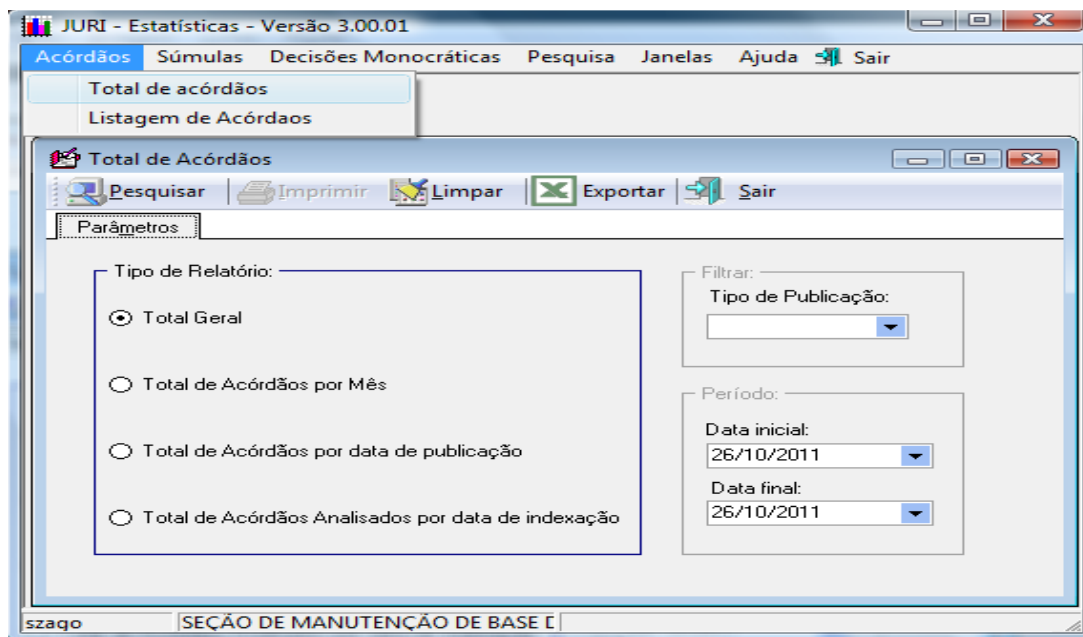 JURI - Estatísticas - Versão 3.00.01
Acórdãos Súmulas Decisões Monocráticas Pesquisa Janelas Ajuda Sair
Total de acórdãos
Listagem de Acórdaos
Total de Acórdãos
Pesquisar Imprimir Limpar Exportar Sair
Parâmetros
Tipo de Relatório:
Total Geral
Total de Acórdãos por Mês
Total de Acórdãos por data de publicação
Total de Acórdãos Analisados por data de indexação
Filtrar:
Tipo de Publicação:
Período:
Data inicial:
26/10/2011
Data final:
26/10/2011
szago SEÇÃO DE MANUTENÇÃO DE BASE D